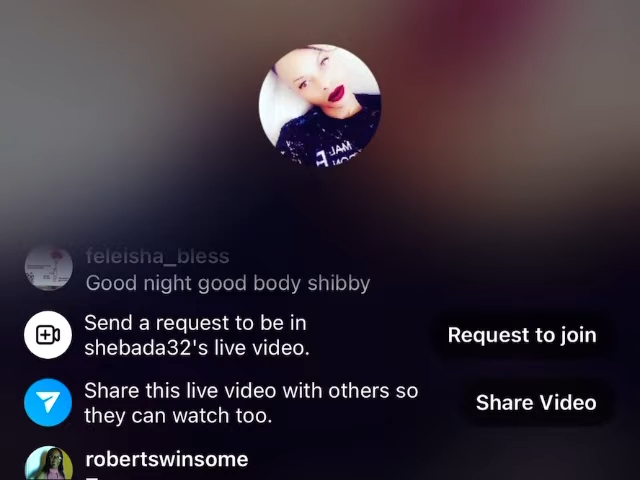 feleisha_bless
Good night good body shibby
Send a request to be in
shebada32's live video.
Request to join
Share this live video with others so
they can watch too.
Share Video
robertswinsome